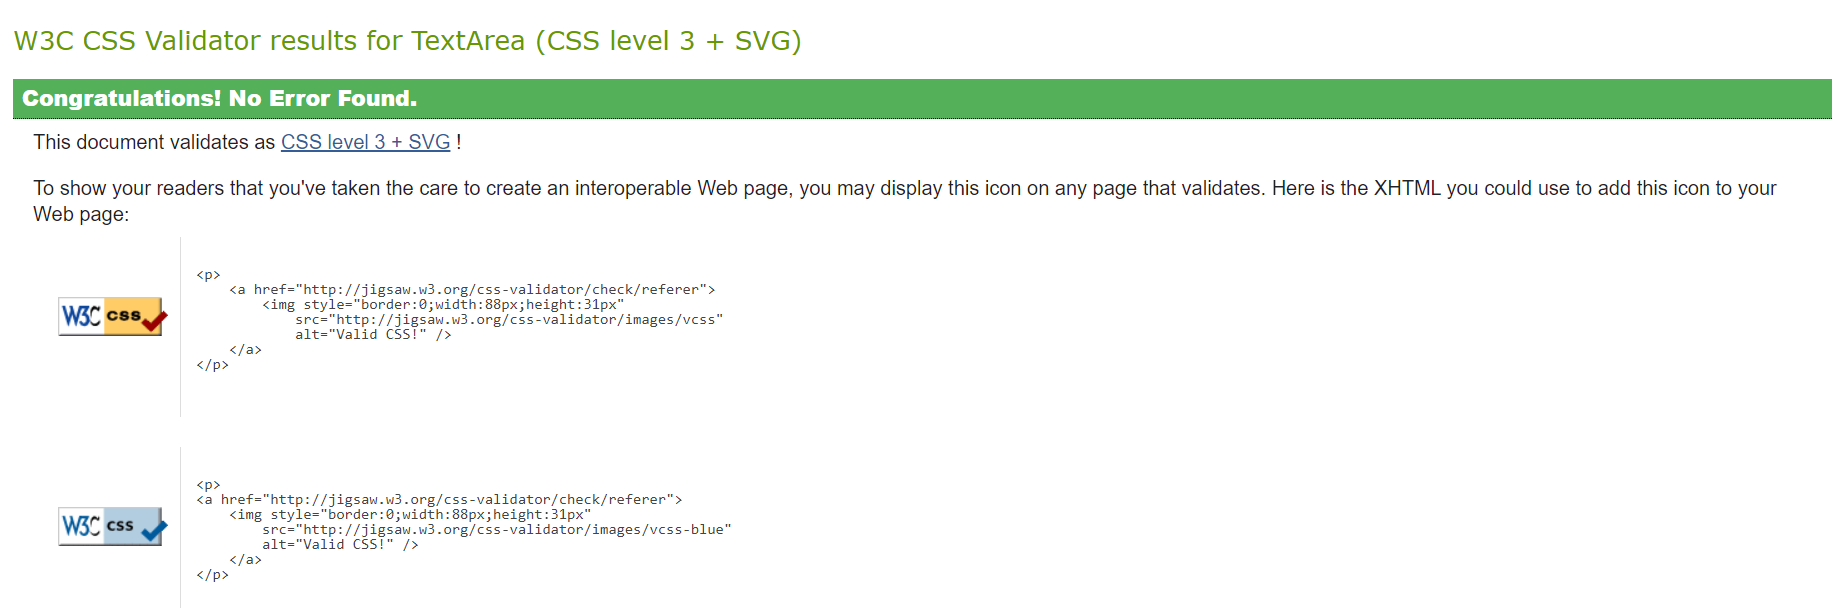 W3C CSS Validator results for TextArea (CSS level 3 + SVG)
Congratulations! No Error Found.
This document validates as CSS level 3 + SVG !
To show your readers that you've taken the care to create an interoperable Web page, you may display this icon on any page that validates. Here is the XHTML you could use to add this icon to your
Web page:
W3C css
<p>
<a href="http://jigsaw.w3.org/css-validator/check/referer">
<img style="border:0;width:88px;height:31px"
src="http://jigsaw.w3.org/css-validator/images/vcss"
alt="Valid CSS!" />
</a>
</p>
W3C css
<p>
<a href="http://jigsaw.w3.org/css-validator/check/referer">
<img style="border:0;width:88px;height:31px"
src="http://jigsaw.w3.org/css-validator/images/vcss-blue"
alt="Valid CSS!" />
</a>
</p>